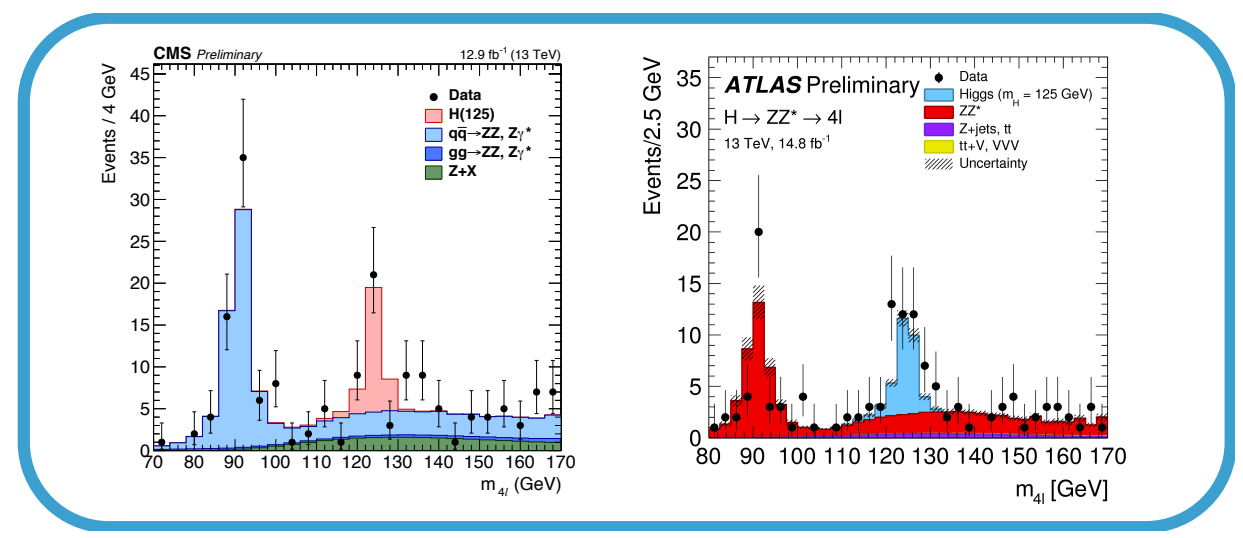 CMS Preliminary 12.9 fb⁻¹ (13 TeV)
Events / 4 GeV
45
40
35
30
25
20
15
10
5
0
Data
H(125)
qq̄→ZZ, Zγ*
gg→ZZ, Zγ*
Z+X
70 80 90 100 110 120 130 140 150 160 170
m₄ₗ (GeV)
ATLAS Preliminary
H → ZZ* → 4l
13 TeV, 14.8 fb⁻¹
Events/2.5 GeV
35
30
25
20
15
10
5
0
Data
Higgs (m_H = 125 GeV)
ZZ*
Z+jets, tt
tt+V, VVV
Uncertainty
80 90 100 110 120 130 140 150 160 170
m₄ₗ [GeV]